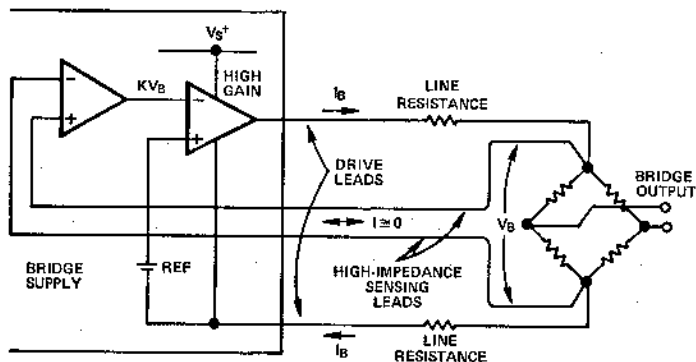 Vs+
HIGH
GAIN
−
+
KVB
−
+
IB
LINE
RESISTANCE
DRIVE
LEADS
BRIDGE
OUTPUT
I≅0
VB
BRIDGE
SUPPLY
REF
HIGH-IMPEDANCE
SENSING
LEADS
IB
LINE
RESISTANCE